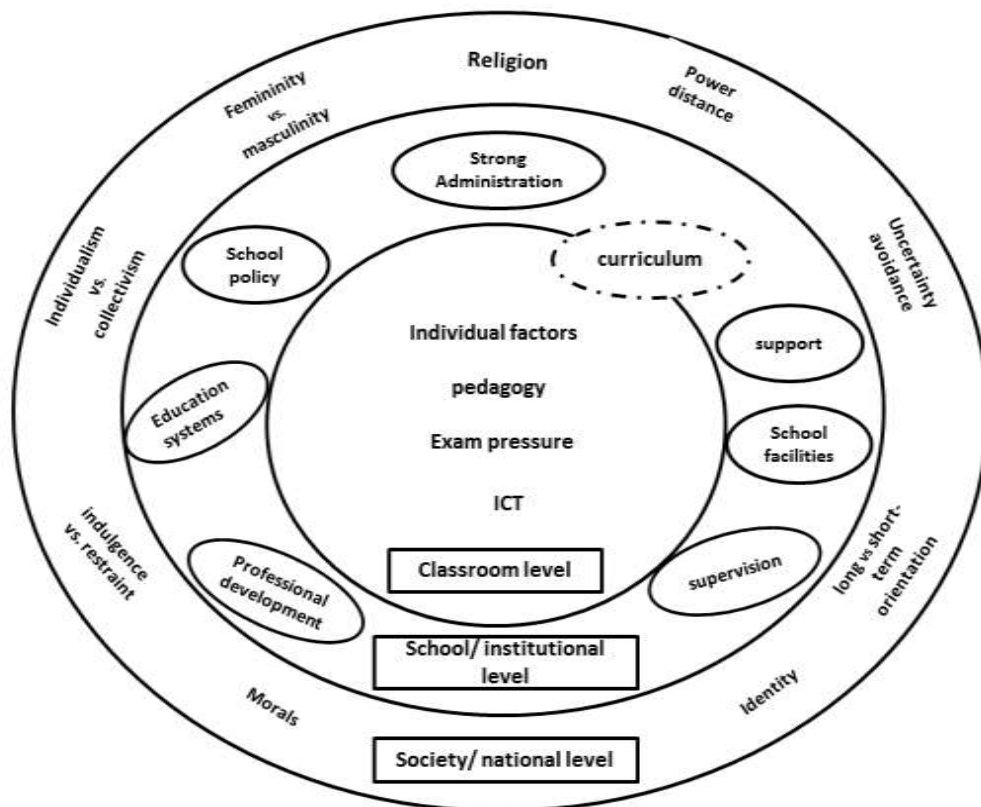 Religion
Femininity
vs.
masculinity
Power
distance
Strong
Administration
School
policy
curriculum
Individualism
vs.
collectivism
Uncertainty
avoidance
Individual factors
support
pedagogy
Education
systems
Exam pressure
School
facilities
ICT
indulgence
vs. restraint
long vs short-
term
orientation
Classroom level
Professional
development
supervision
School/ institutional
level
Morals
Identity
Society/ national level